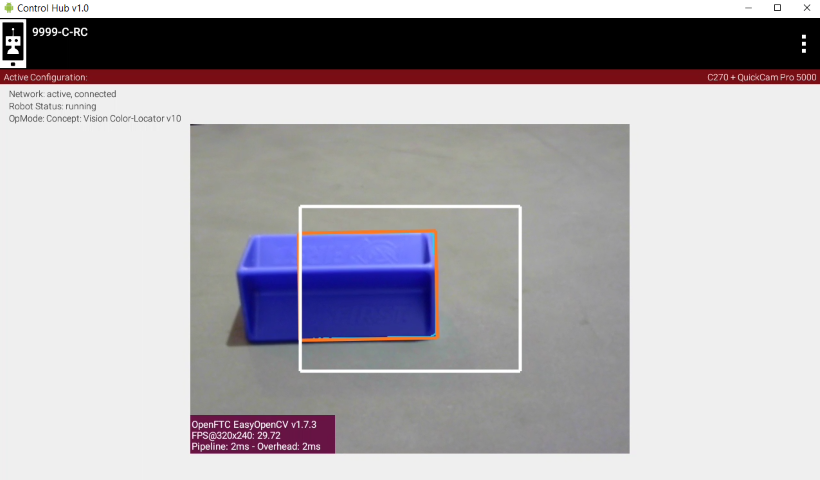 Control Hub v1.0
9999-C-RC
Active Configuration:
C270 + QuickCam Pro 5000
Network: active, connected
Robot Status: running
OpMode: Concept: Vision Color-Locator v10
OpenFTC EasyOpenCV v1.7.3
FPS@320x240: 29.72
Pipeline: 2ms - Overhead: 2ms